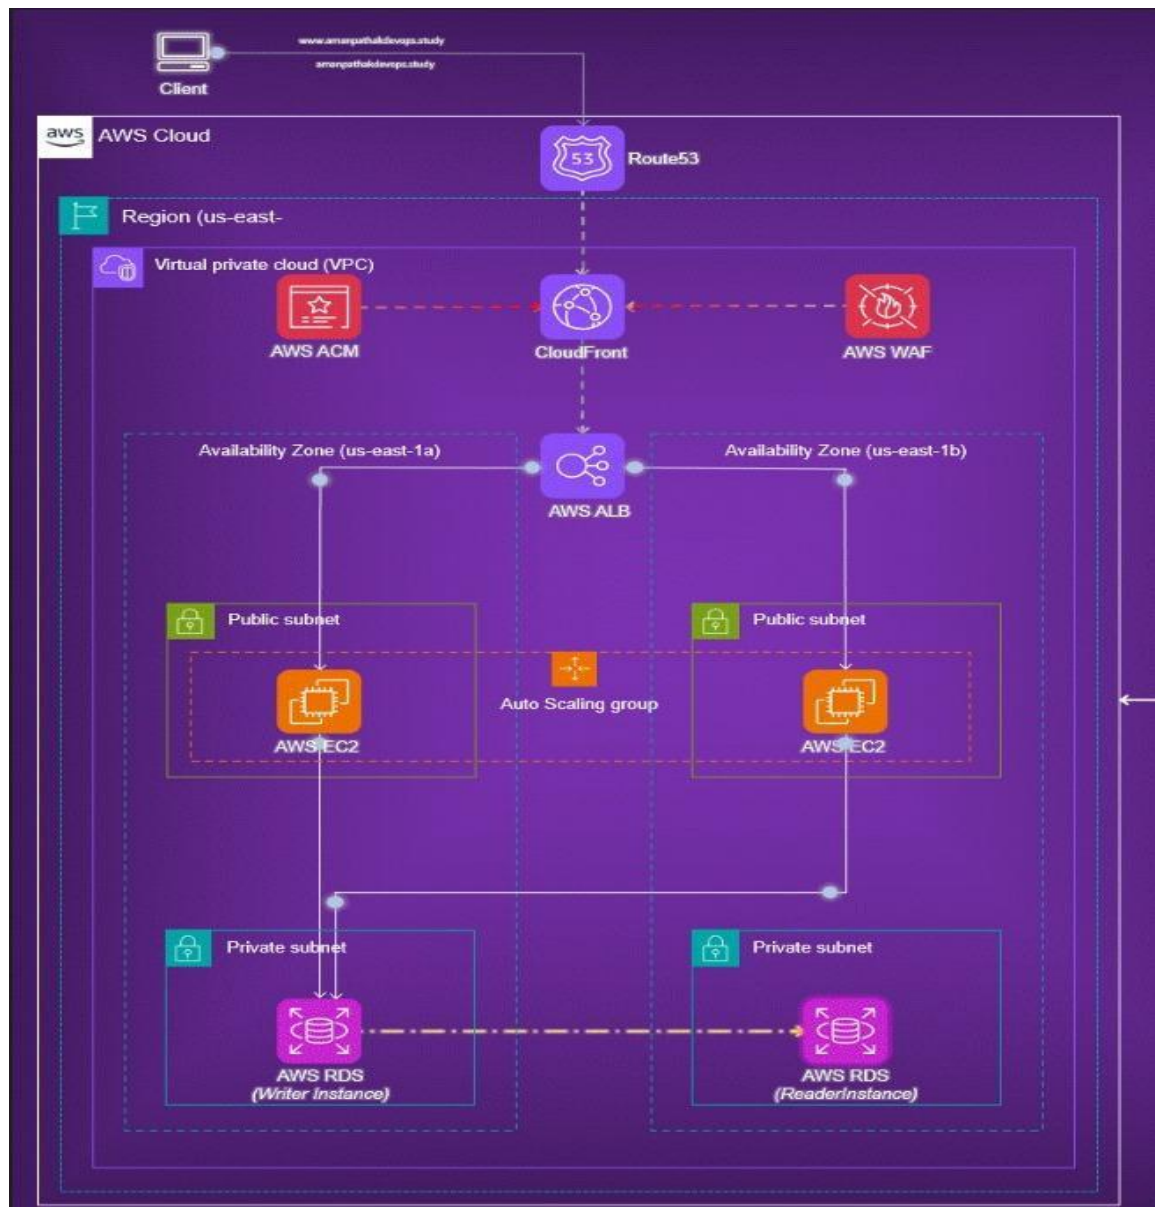 www.amanpathakdevops.study
amanpathakdevops.study
Client
aws
AWS Cloud
53
Route53
Region (us-east-
Virtual private cloud (VPC)
AWS ACM
CloudFront
AWS WAF
Availability Zone (us-east-1a)
Availability Zone (us-east-1b)
AWS ALB
Public subnet
Public subnet
Auto Scaling group
AWS EC2
AWS EC2
Private subnet
Private subnet
AWS RDS
(Writer Instance)
AWS RDS
(ReaderInstance)